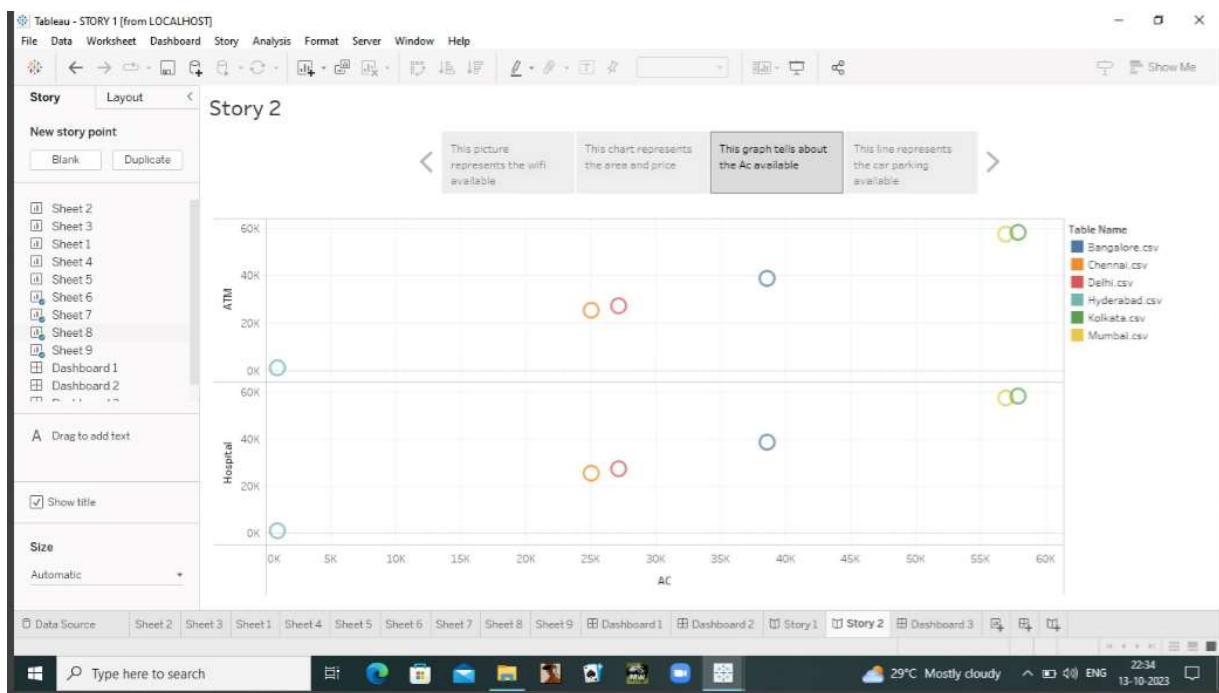 Tableau - STORY 1 [from LOCALHOST]
File Data Worksheet Dashboard Story Analysis Format Server Window Help
Show Me
Story Layout
New story point
Blank Duplicate
Sheet 2
Sheet 3
Sheet 1
Sheet 4
Sheet 5
Sheet 6
Sheet 7
Sheet 8
Sheet 9
Dashboard 1
Dashboard 2
A Drag to add text
Show title
Size
Automatic
Story 2
This picture
represents the wifi
available
This chart represents
the area and price
This graph tells about
the Ac available
This line represents
the car parking
available
60K
40K
ATM
20K
0K
60K
40K
Hospital
20K
0K
0K 5K 10K 15K 20K 25K 30K 35K 40K 45K 50K 55K 60K
AC
Table Name
Bangalore.csv
Chennai.csv
Delhi.csv
Hyderabad.csv
Kolkata.csv
Mumbai.csv
Data Source Sheet 2 Sheet 3 Sheet 1 Sheet 4 Sheet 5 Sheet 6 Sheet 7 Sheet 8 Sheet 9 Dashboard 1 Dashboard 2 Story 1 Story 2 Dashboard 3
Type here to search
29°C Mostly cloudy
ENG
22:34
13-10-2023